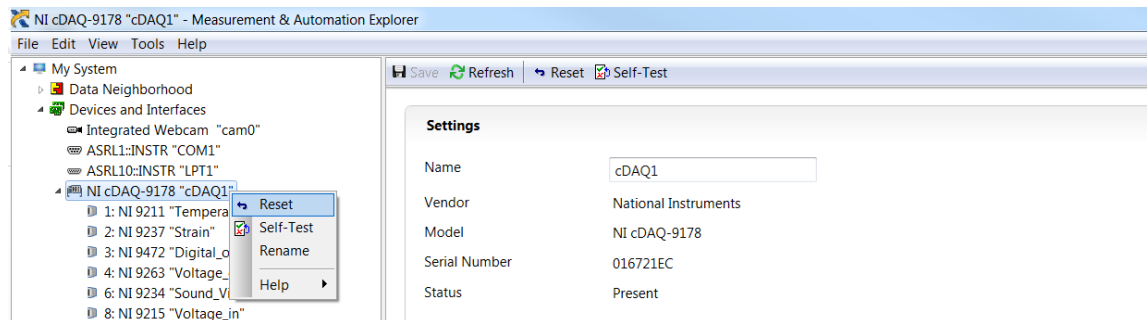 NI cDAQ-9178 "cDAQ1" - Measurement & Automation Explorer
File Edit View Tools Help
My System
Data Neighborhood
Devices and Interfaces
Integrated Webcam "cam0"
ASRL1::INSTR "COM1"
ASRL10::INSTR "LPT1"
NI cDAQ-9178 "cDAQ1"
1: NI 9211 "Tempera
2: NI 9237 "Strain"
3: NI 9472 "Digital_o
4: NI 9263 "Voltage_
6: NI 9234 "Sound_Vi
8: NI 9215 "Voltage_in"
Reset
Self-Test
Rename
Help
Save Refresh Reset Self-Test
Settings
Name cDAQ1
Vendor National Instruments
Model NI cDAQ-9178
Serial Number 016721EC
Status Present